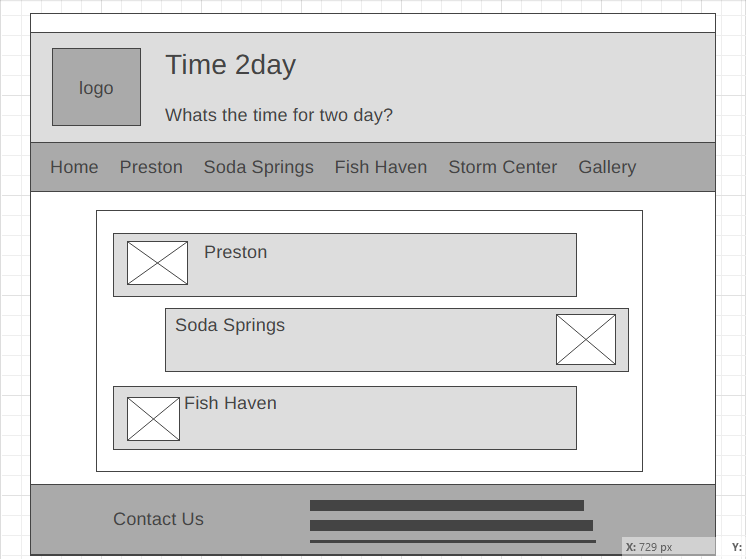 logo
Time 2day
Whats the time for two day?
Home Preston Soda Springs Fish Haven Storm Center Gallery
Preston
Soda Springs
Fish Haven
Contact Us
X: 729 px Y: